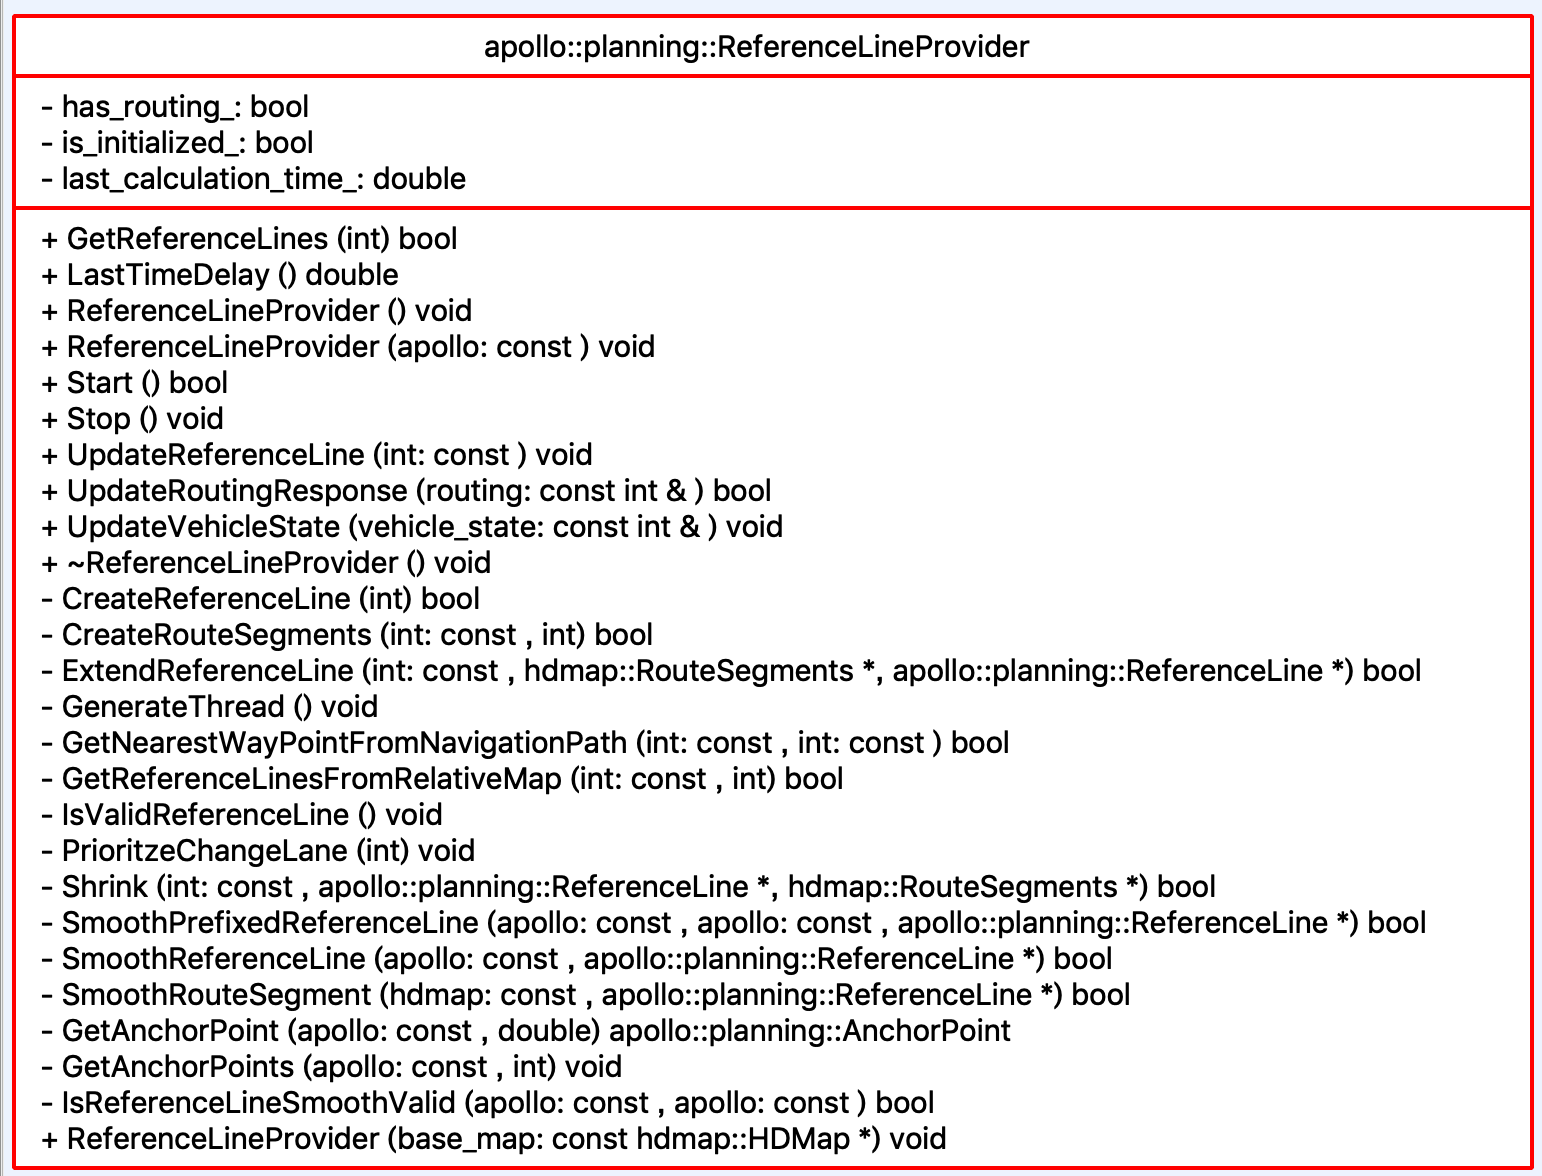 apollo::planning::ReferenceLineProvider
- has_routing_: bool
- is_initialized_: bool
- last_calculation_time_: double
+ GetReferenceLines (int) bool
+ LastTimeDelay () double
+ ReferenceLineProvider () void
+ ReferenceLineProvider (apollo: const ) void
+ Start () bool
+ Stop () void
+ UpdateReferenceLine (int: const ) void
+ UpdateRoutingResponse (routing: const int & ) bool
+ UpdateVehicleState (vehicle_state: const int & ) void
+ ~ReferenceLineProvider () void
- CreateReferenceLine (int) bool
- CreateRouteSegments (int: const , int) bool
- ExtendReferenceLine (int: const , hdmap::RouteSegments *, apollo::planning::ReferenceLine *) bool
- GenerateThread () void
- GetNearestWayPointFromNavigationPath (int: const , int: const ) bool
- GetReferenceLinesFromRelativeMap (int: const , int) bool
- IsValidReferenceLine () void
- PrioritzeChangeLane (int) void
- Shrink (int: const , apollo::planning::ReferenceLine *, hdmap::RouteSegments *) bool
- SmoothPrefixedReferenceLine (apollo: const , apollo: const , apollo::planning::ReferenceLine *) bool
- SmoothReferenceLine (apollo: const , apollo::planning::ReferenceLine *) bool
- SmoothRouteSegment (hdmap: const , apollo::planning::ReferenceLine *) bool
- GetAnchorPoint (apollo: const , double) apollo::planning::AnchorPoint
- GetAnchorPoints (apollo: const , int) void
- IsReferenceLineSmoothValid (apollo: const , apollo: const ) bool
+ ReferenceLineProvider (base_map: const hdmap::HDMap *) void